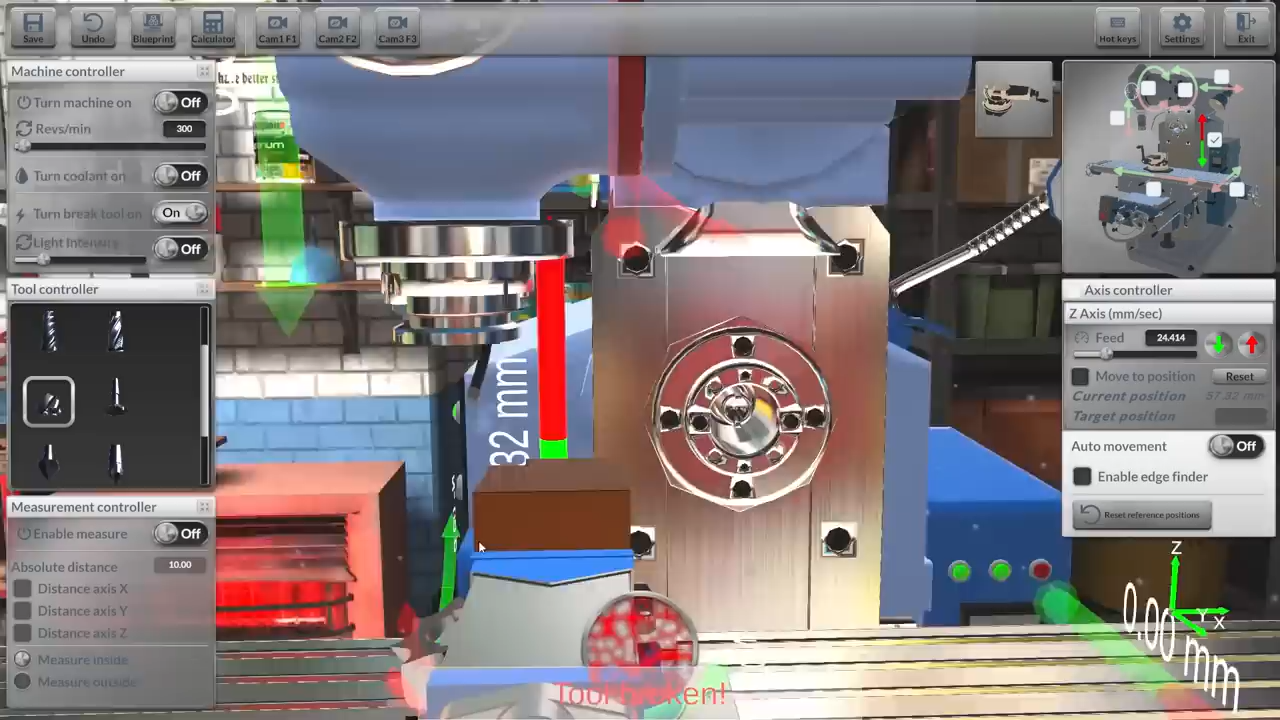 Save
Undo
Blueprint
Calculator
Cam1 F1
Cam2 F2
Cam3 F3
Hot keys
Settings
Exit
Machine controller
Turn machine on
Off
Revs/min
300
Turn coolant on
Off
Turn break tool on
On
Light Intensity
Off
Tool controller
Measurement controller
Enable measure
Off
Absolute distance
10.00
Distance axis X
Distance axis Y
Distance axis Z
Measure inside
Measure outside
better
32 mm
Axis controller
Z Axis (mm/sec)
Feed
24.414
Move to position
Reset
Current position
57.82 mm
Target position
Auto movement
Off
Enable edge finder
Reset reference positions
Z
Y
X
0.00 mm
Tool broken!